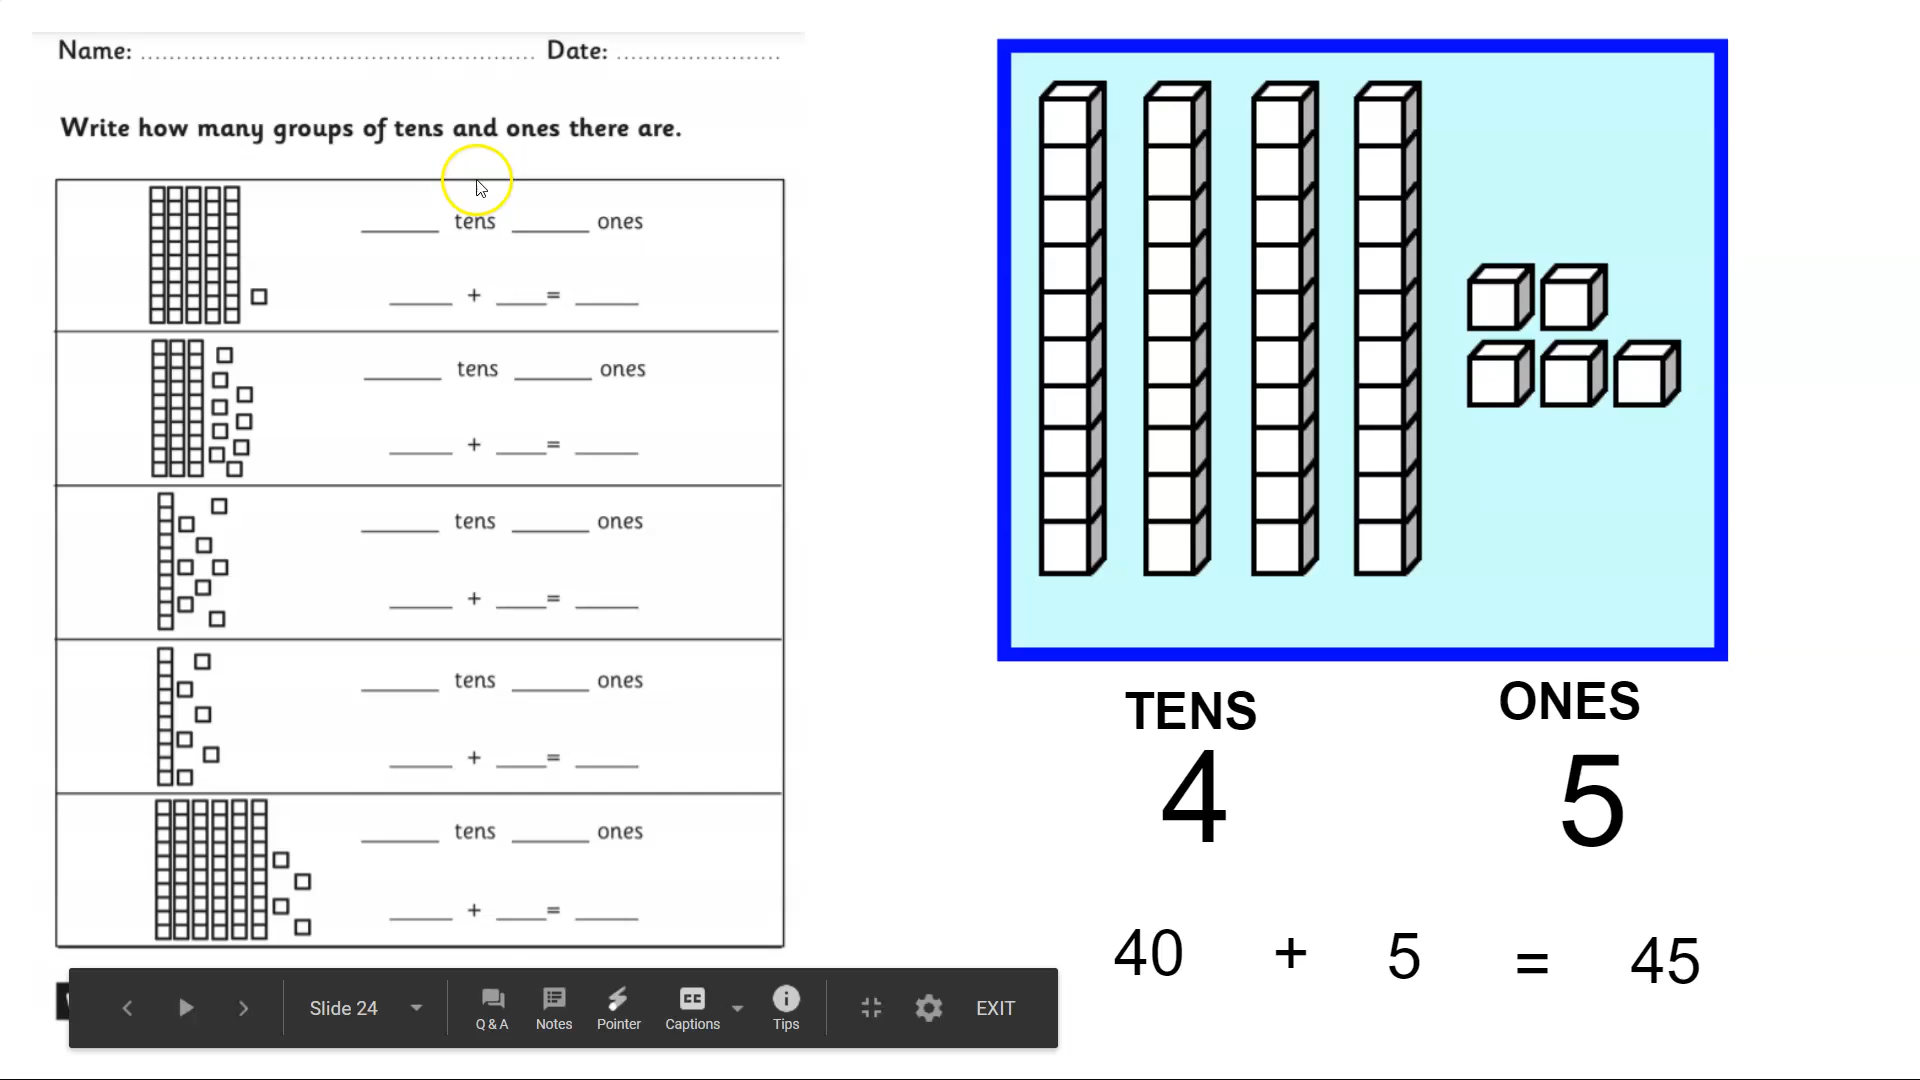 Name: ...................................................... Date: ......................
Write how many groups of tens and ones there are.
______ tens ______ ones
_____ + ____= _____
______ tens ______ ones
_____ + ____= _____
______ tens ______ ones
_____ + ____= _____
______ tens ______ ones
_____ + ____= _____
______ tens ______ ones
_____ + ____= _____
TENS ONES
4 5
40 + 5 = 45
Slide 24 Q & A Notes Pointer CC Captions Tips EXIT